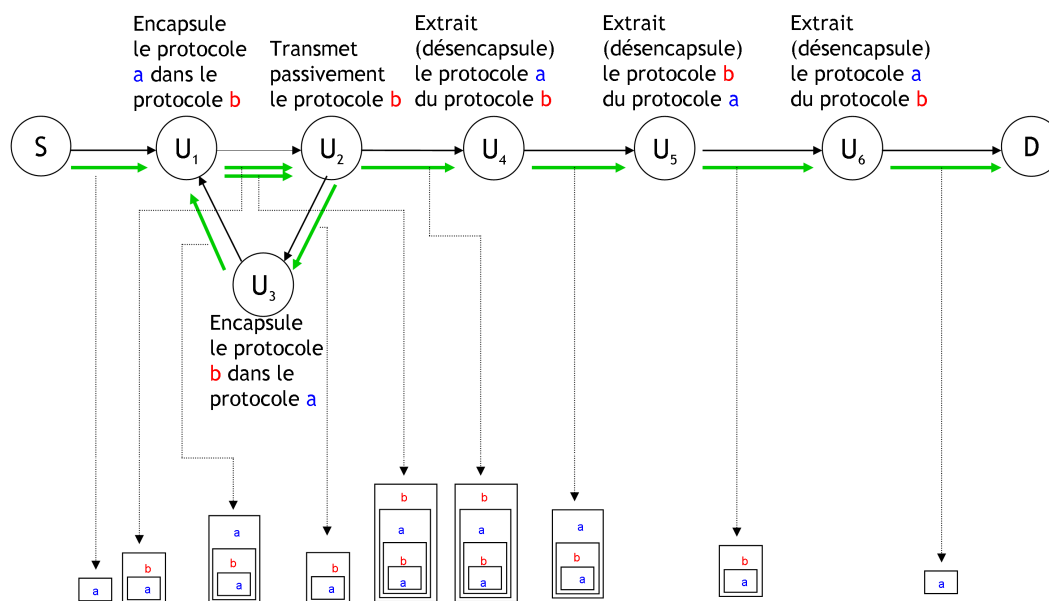 Encapsule
le protocole
a dans le
protocole b
Transmet
passivement
le protocole b
Extrait
(désencapsule)
le protocole a
du protocole b
Extrait
(désencapsule)
le protocole b
du protocole a
Extrait
(désencapsule)
le protocole a
du protocole b
S
U1
U2
U4
U5
U6
D
U3
Encapsule
le protocole
b dans le
protocole a
a
b
a
a
b
a
b
a
b
a
b
a
b
a
b
a
a
b
a
b
a
a